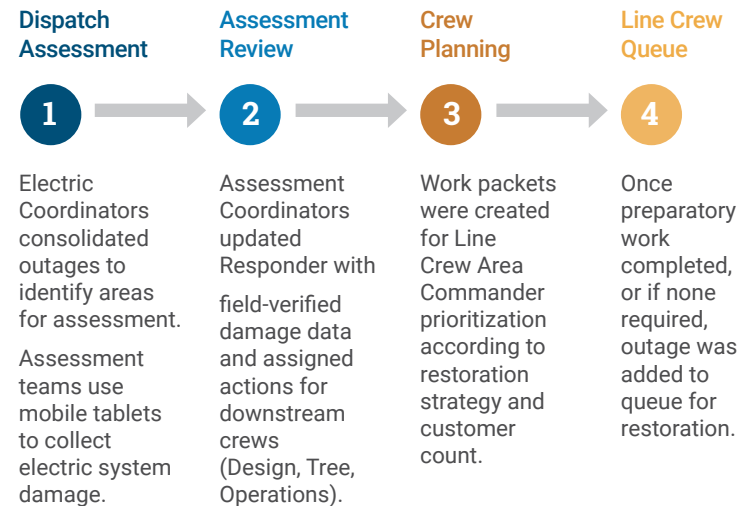 Dispatch
Assessment
1
Electric
Coordinators
consolidated
outages to
identify areas
for assessment.
Assessment
teams use
mobile tablets
to collect
electric system
damage.
Assessment
Review
2
Assessment
Coordinators
updated
Responder with
field-verified
damage data
and assigned
actions for
downstream
crews
(Design, Tree,
Operations).
Crew
Planning
3
Work packets
were created
for Line
Crew Area
Commander
prioritization
according to
restoration
strategy and
customer
count.
Line Crew
Queue
4
Once
preparatory
work
completed,
or if none
required,
outage was
added to
queue for
restoration.